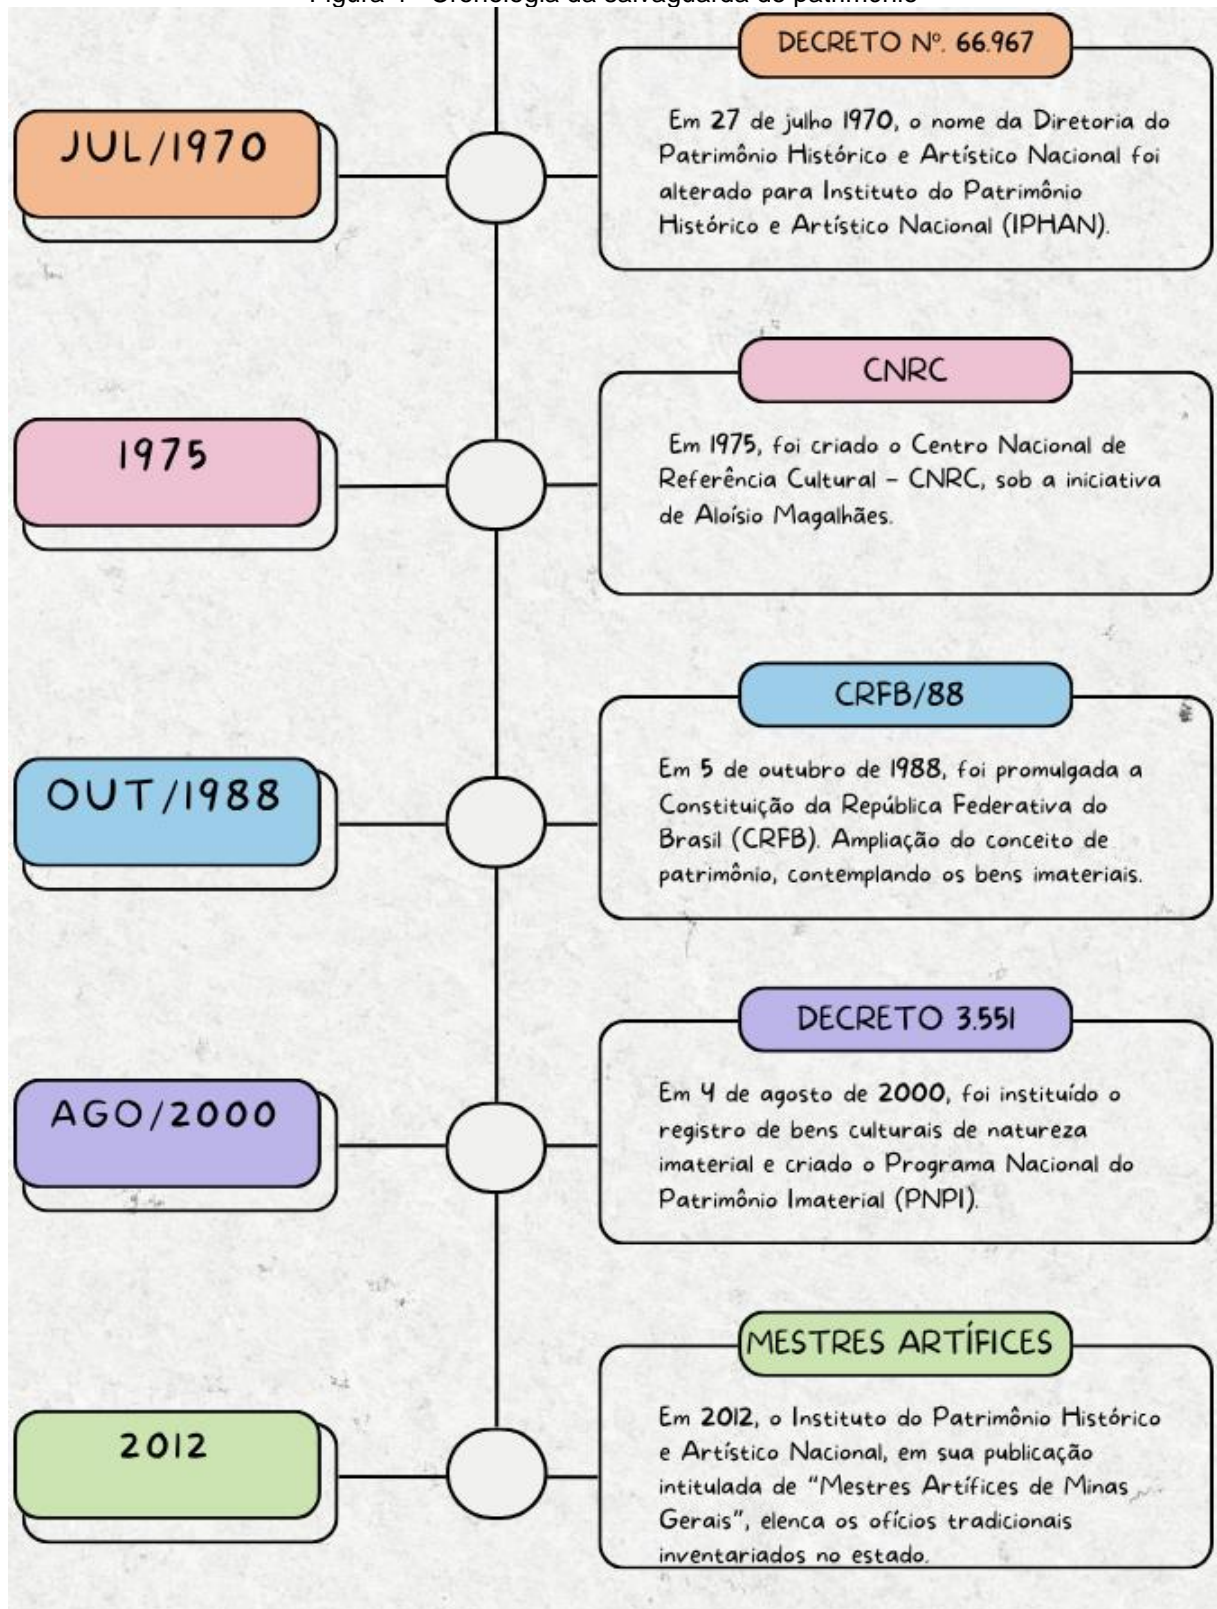 Cronologia da salvaguarda do patrimônio
DECRETO Nº. 66.967
JUL/1970
Em 27 de julho 1970, o nome da Diretoria do
Patrimônio Histórico e Artístico Nacional foi
alterado para Instituto do Patrimônio
Histórico e Artístico Nacional (IPHAN).
CNRC
1975
Em 1975, foi criado o Centro Nacional de
Referência Cultural – CNRC, sob a iniciativa
de Aloísio Magalhães.
CRFB/88
OUT/1988
Em 5 de outubro de 1988, foi promulgada a
Constituição da República Federativa do
Brasil (CRFB). Ampliação do conceito de
patrimônio, contemplando os bens imateriais.
DECRETO 3.551
AGO/2000
Em 4 de agosto de 2000, foi instituído o
registro de bens culturais de natureza
imaterial e criado o Programa Nacional do
Patrimônio Imaterial (PNPI).
MESTRES ARTÍFICES
2012
Em 2012, o Instituto do Patrimônio Histórico
e Artístico Nacional, em sua publicação
intitulada de “Mestres Artífices de Minas
Gerais”, elenca os ofícios tradicionais
inventariados no estado.